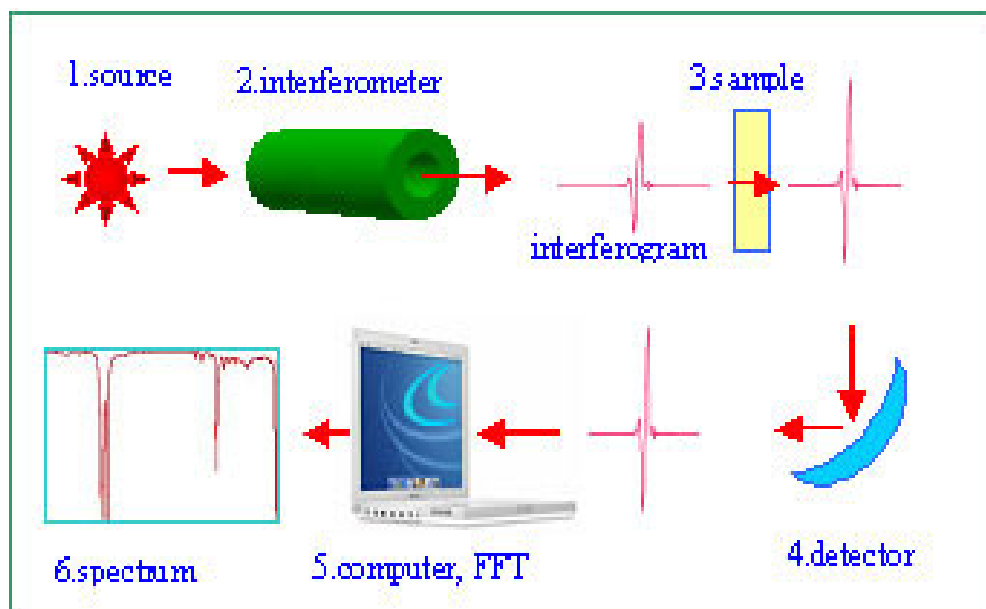 1.source
2.interferometer
3.sample
interferogram
4.detector
5.computer, FFT
6.spectrum